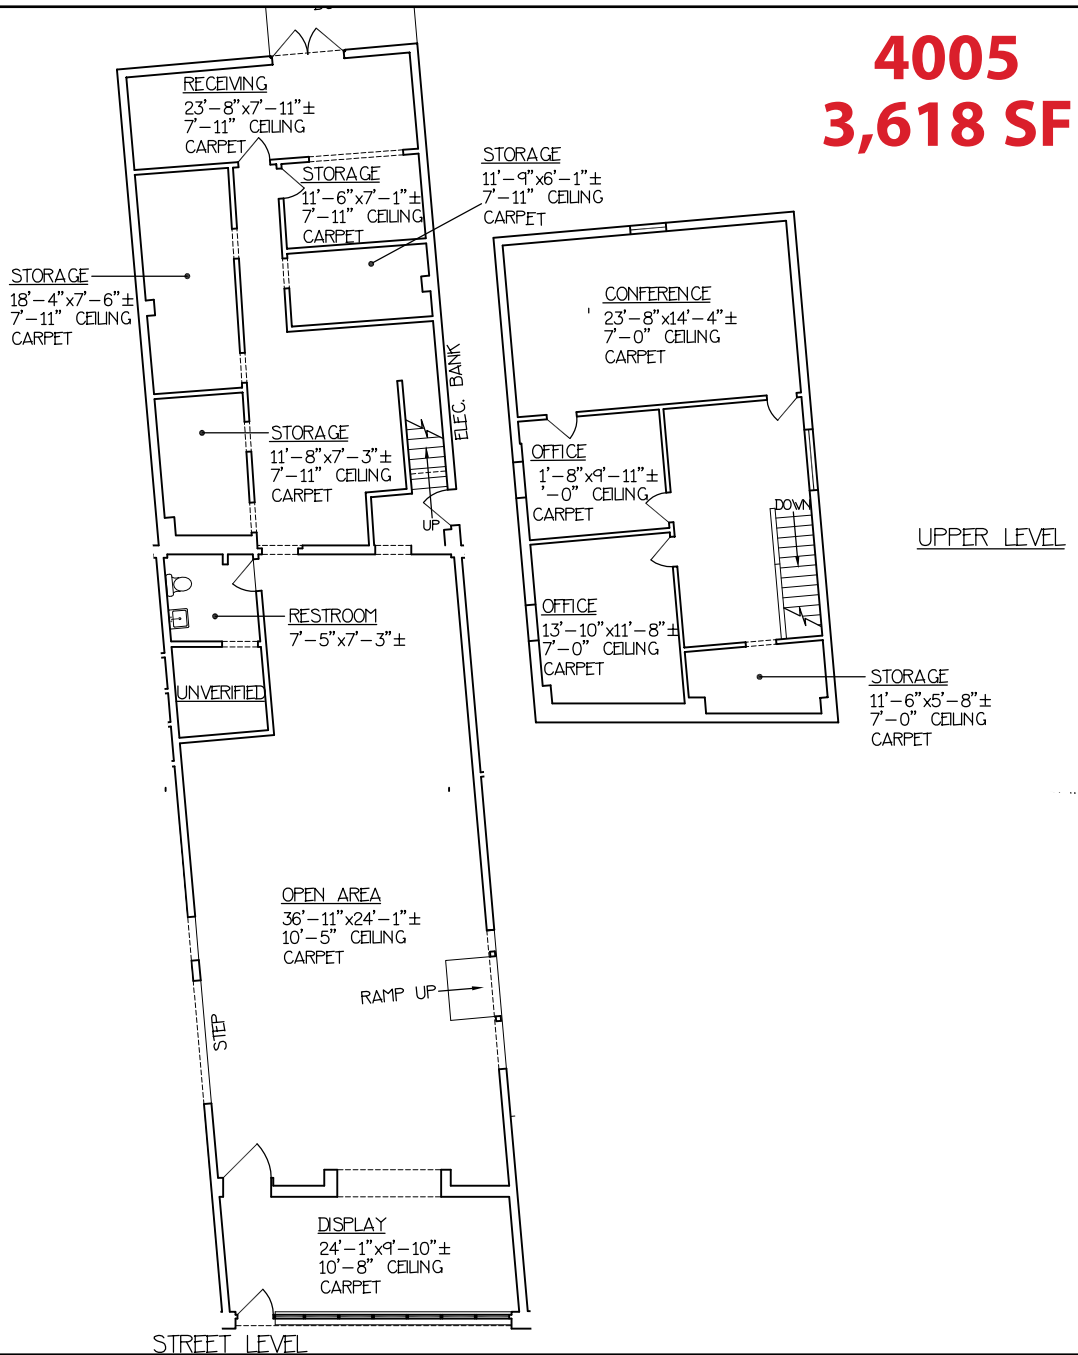 4005
3,618 SF
RECEIVING
23'-8"x7'-11"±
7'-11" CEILING
CARPET
STORAGE
11'-6"x7'-1"±
7'-11" CEILING
CARPET
STORAGE
11'-9"x6'-1"±
7'-11" CEILING
CARPET
STORAGE
18'-4"x7'-6"±
7'-11" CEILING
CARPET
STORAGE
11'-8"x7'-3"±
7'-11" CEILING
CARPET
ELEC. BANK
UP
RESTROOM
7'-5"x7'-3"±
UNVERIFIED
OPEN AREA
36'-11"x24'-1"±
10'-5" CEILING
CARPET
RAMP UP
STEP
DISPLAY
24'-1"x9'-10"±
10'-8" CEILING
CARPET
STREET LEVEL
CONFERENCE
23'-8"x14'-4"±
7'-0" CEILING
CARPET
OFFICE
1'-8"x9'-11"±
'-0" CEILING
CARPET
DOWN
OFFICE
13'-10"x11'-8"±
7'-0" CEILING
CARPET
STORAGE
11'-6"x5'-8"±
7'-0" CEILING
CARPET
UPPER LEVEL